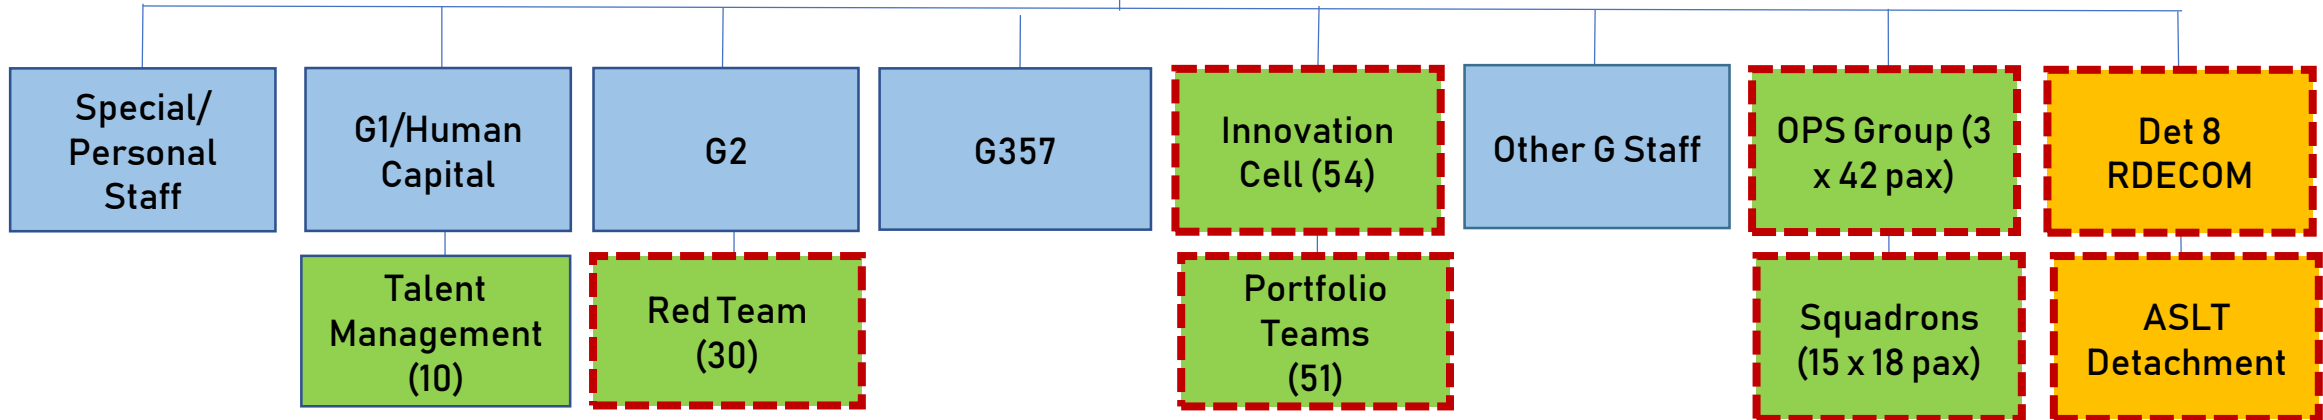 Special/
Personal
Staff
G1/Human
Capital
G2
G357
Innovation
Cell (54)
Other G Staff
OPS Group (3
x 42 pax)
Det 8
RDECOM
Talent
Management
(10)
Red Team
(30)
Portfolio
Teams
(51)
Squadrons
(15 x 18 pax)
ASLT
Detachment